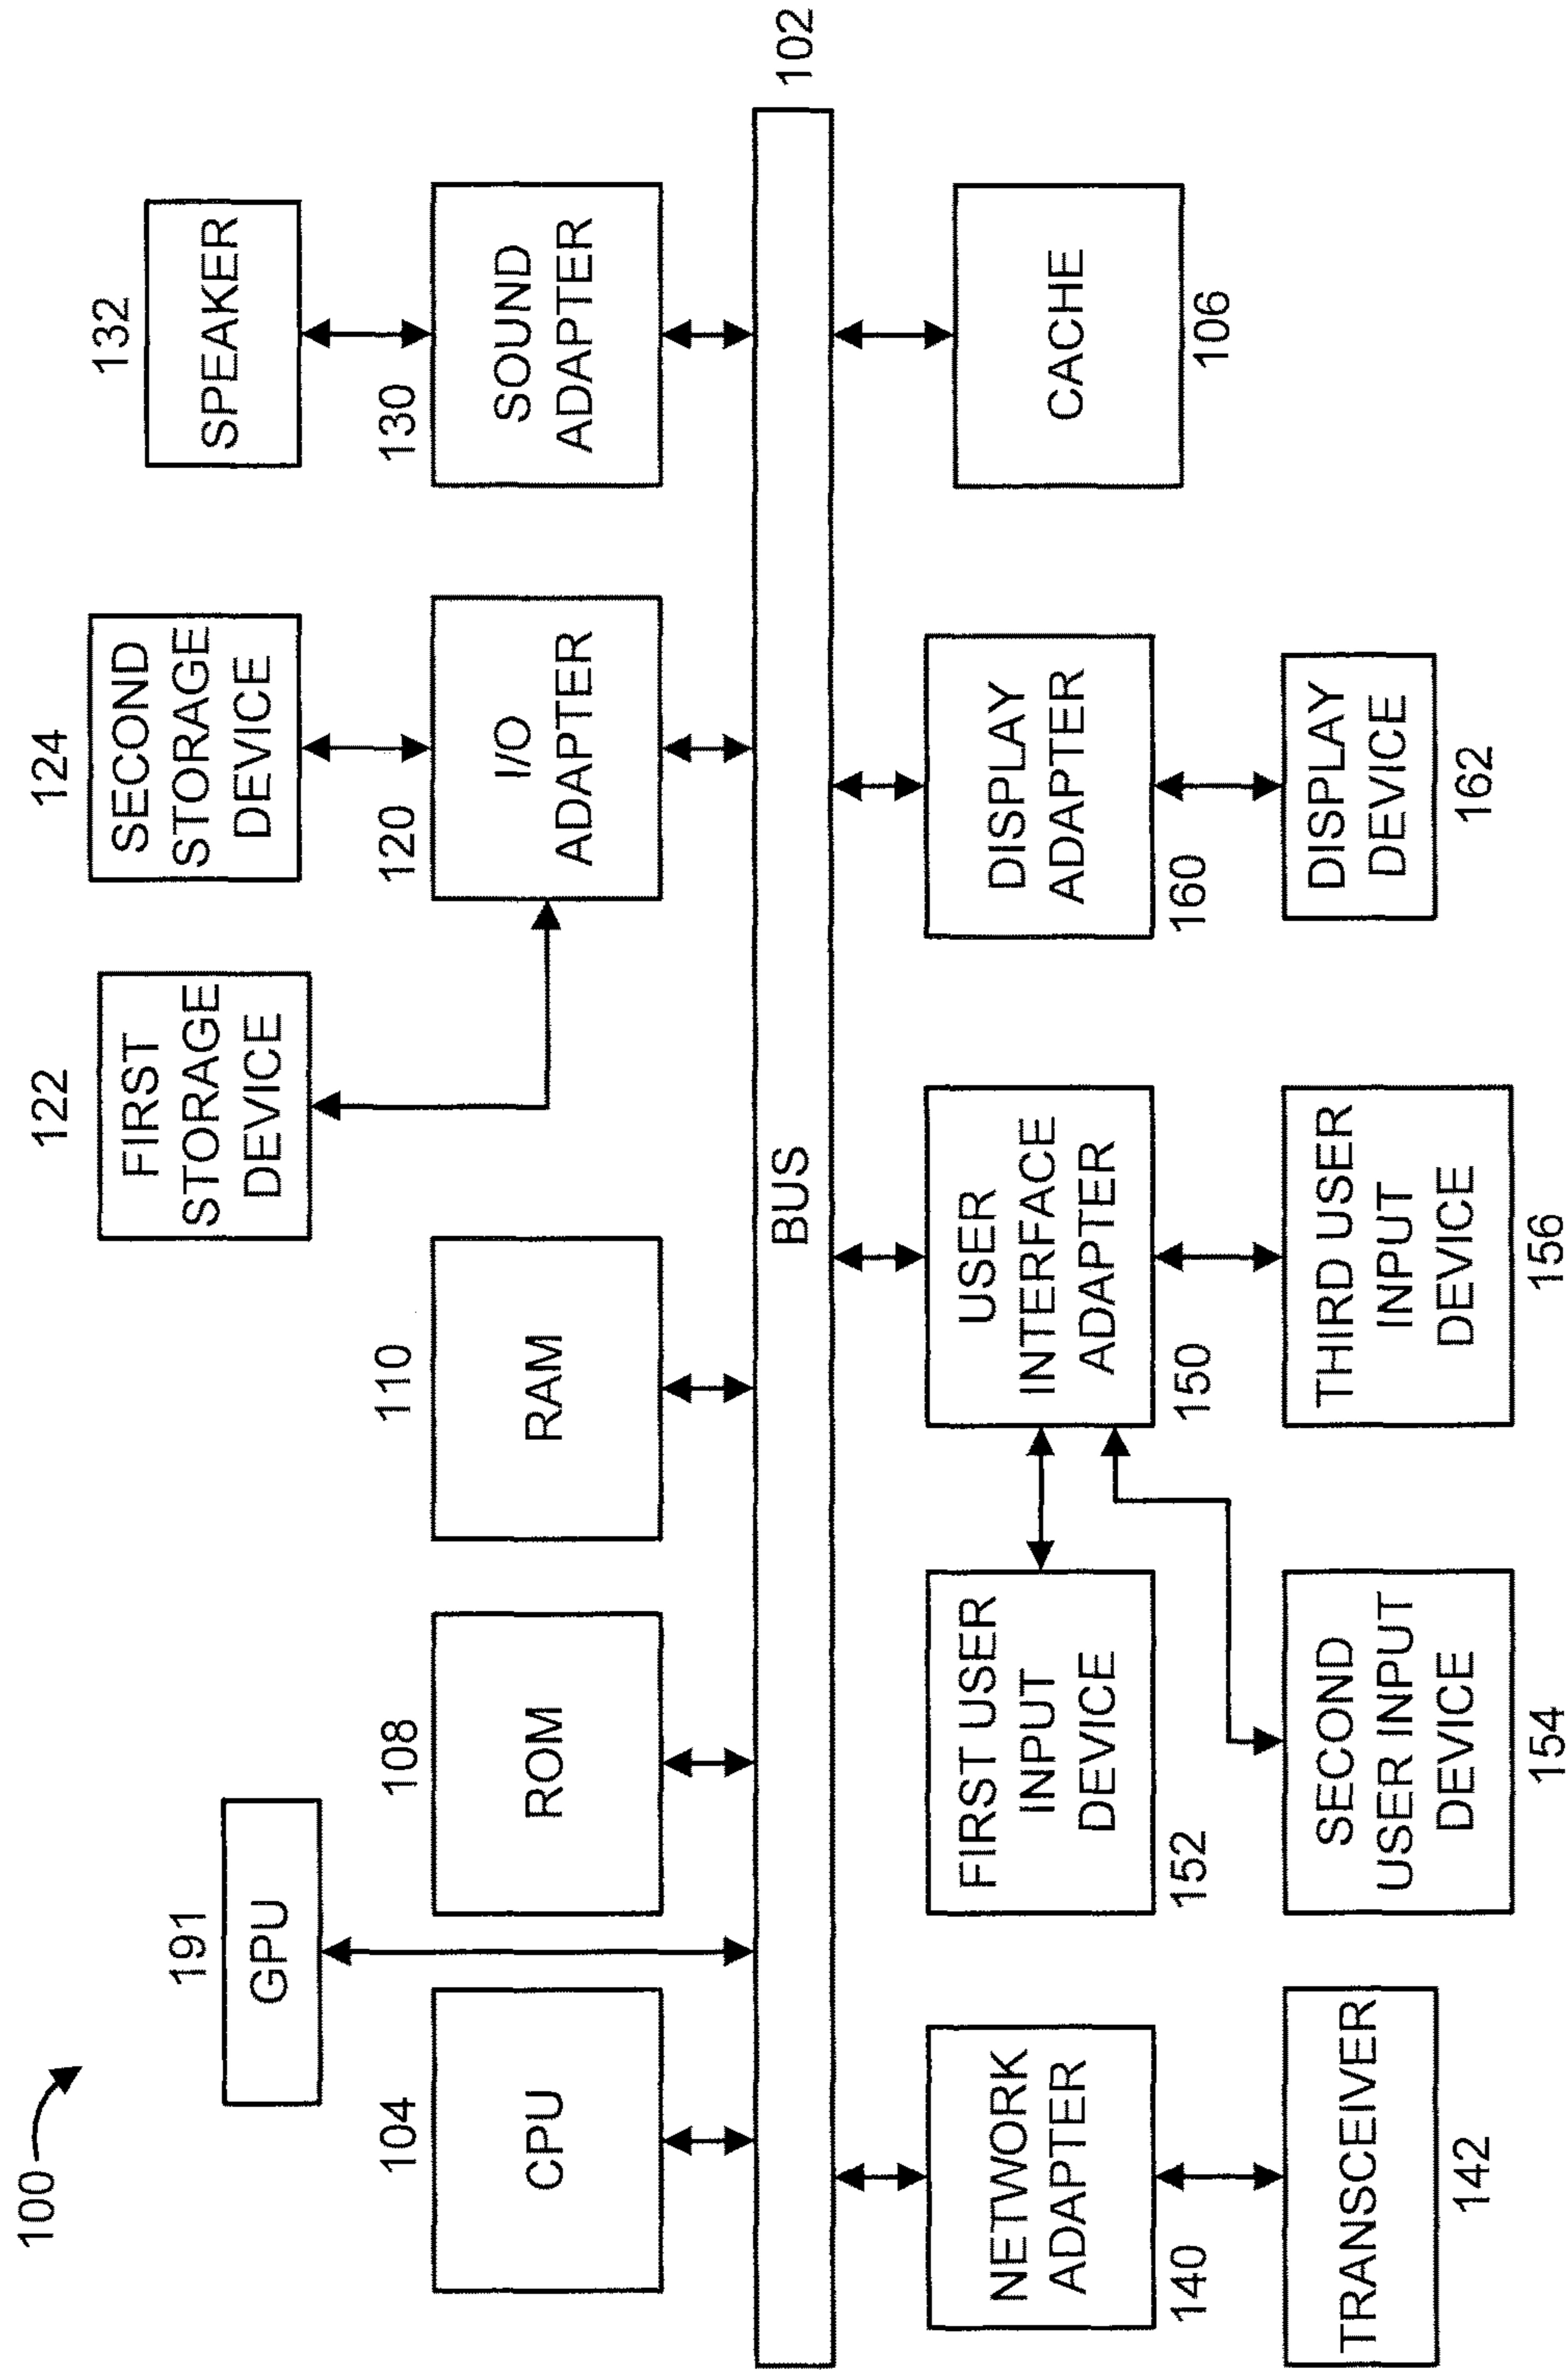 100
191
GPU
104
CPU
108
ROM
110
RAM
122
FIRST
STORAGE
DEVICE
124
SECOND
STORAGE
DEVICE
120
I/O
ADAPTER
132
SPEAKER
130
SOUND
ADAPTER
BUS
102
NETWORK
ADAPTER
140
TRANSCEIVER
142
FIRST USER
INPUT
DEVICE
152
SECOND
USER INPUT
DEVICE
154
USER
INTERFACE
ADAPTER
150
THIRD USER
INPUT
DEVICE
156
DISPLAY
ADAPTER
160
DISPLAY
DEVICE
162
CACHE
106